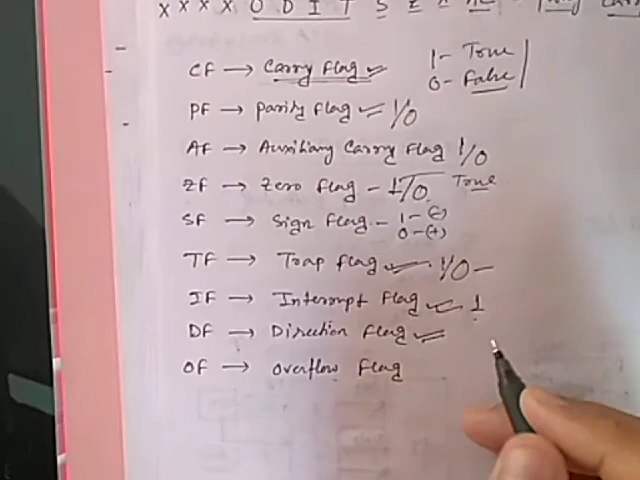 X X X X O D I T S Z
CF → Carry Flag 1 - True
0 - False
PF → Parity Flag = 1/0
AF → Auxiliary Carry Flag 1/0
ZF → Zero Flag - 1/0 True
SF → Sign Flag - 1 - (-)
0 - (+)
TF → Trap Flag 1/0 -
IF → Interrupt Flag 1
DF → Direction Flag
OF → Overflow Flag